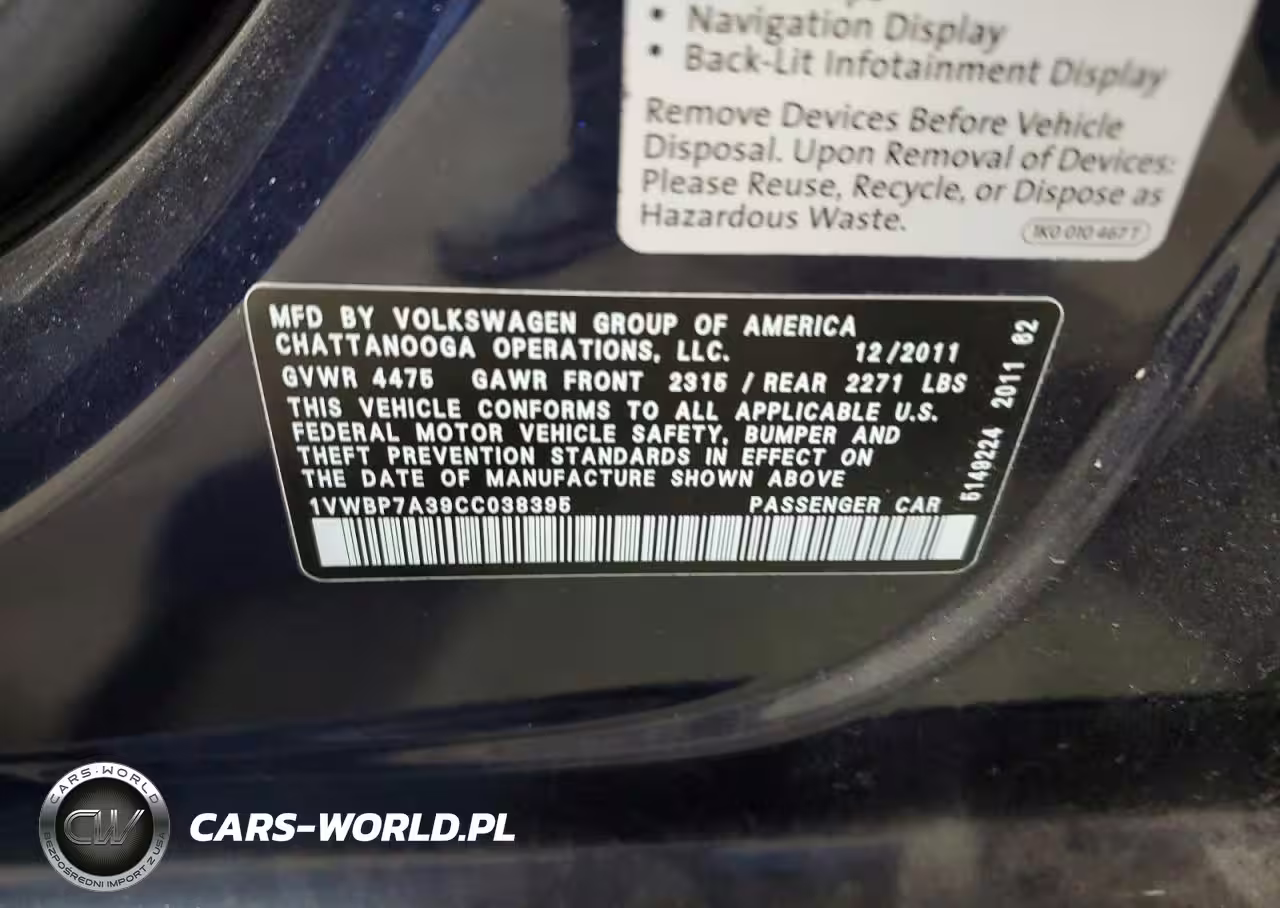 • Navigation Display
• Back-Lit Infotainment Display
Remove Devices Before Vehicle
Disposal. Upon Removal of Devices:
Please Reuse, Recycle, or Dispose as
Hazardous Waste.
1K0 010 467 T
MFD BY VOLKSWAGEN GROUP OF AMERICA
CHATTANOOGA OPERATIONS, LLC. 12/2011
GVWR 4475 GAWR FRONT 2315 / REAR 2271 LBS
THIS VEHICLE CONFORMS TO ALL APPLICABLE U.S.
FEDERAL MOTOR VEHICLE SAFETY, BUMPER AND
THEFT PREVENTION STANDARDS IN EFFECT ON
THE DATE OF MANUFACTURE SHOWN ABOVE
1VWBP7A39CC038395 PASSENGER CAR
5149224 2011 62
CARS-WORLD
CW
BEZPOŚREDNI IMPORT Z USA
CARS-WORLD.PL